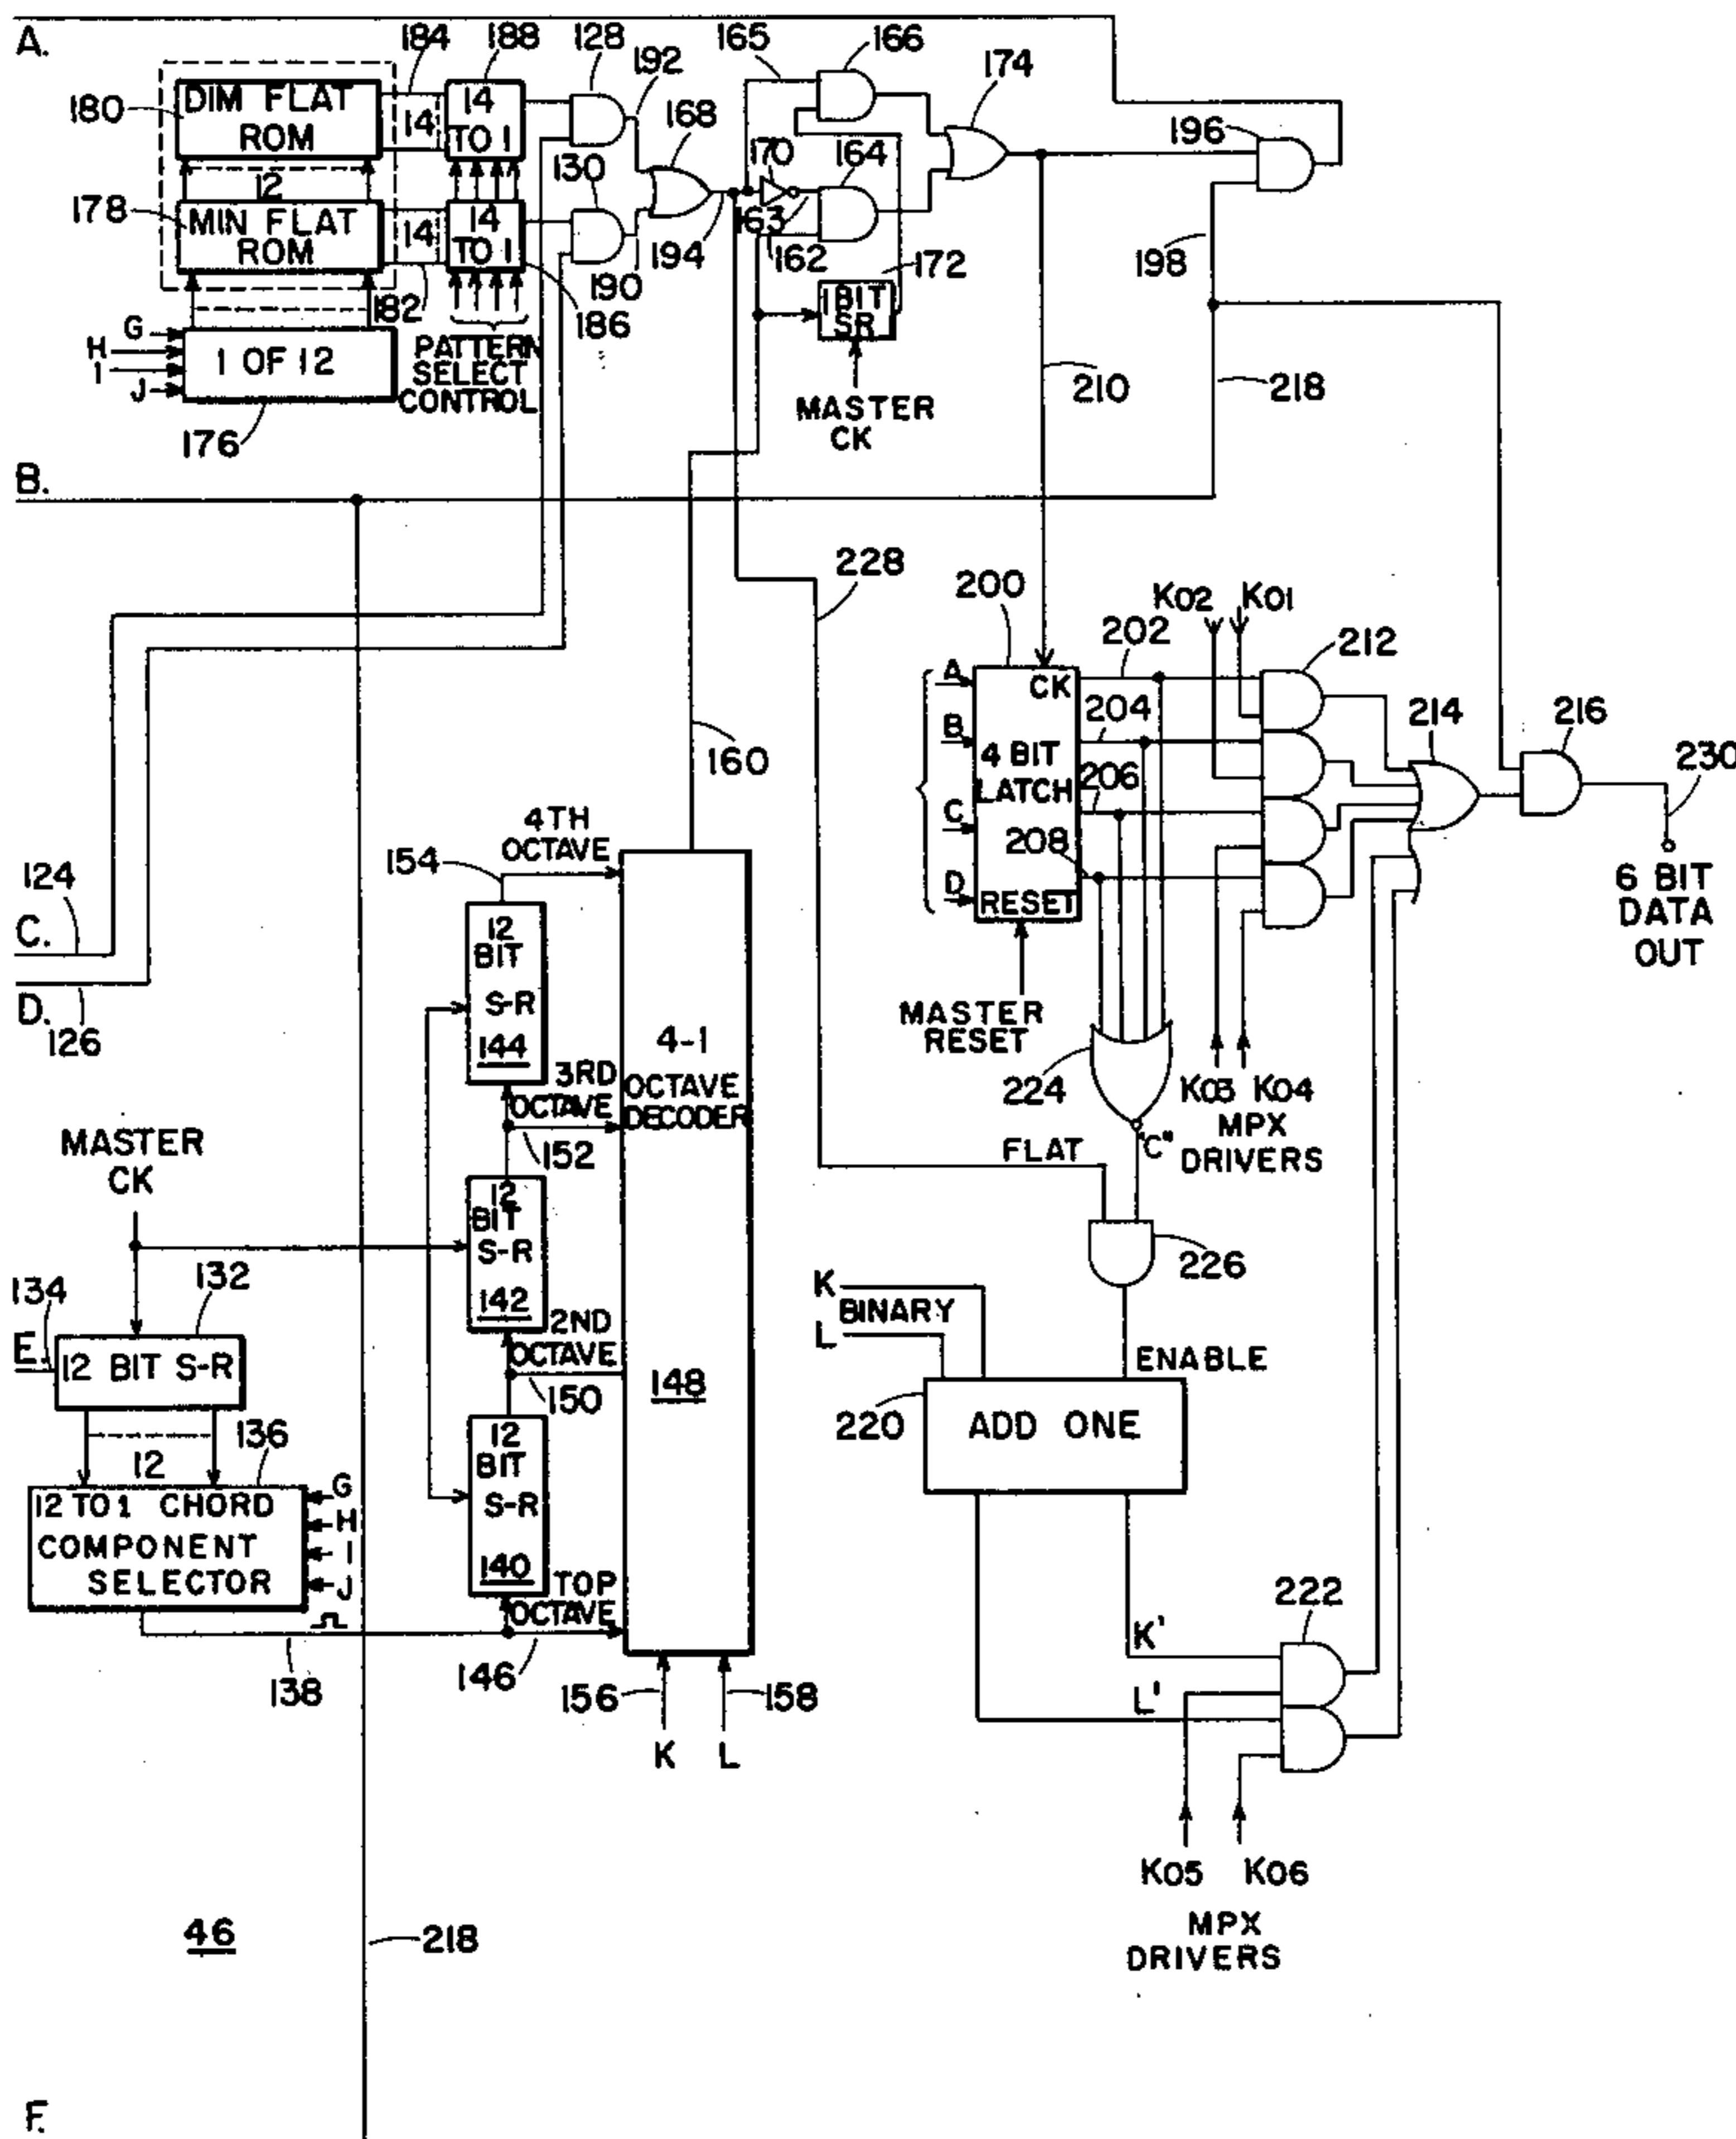 A.
184
188
128
192
165
166
174
180
DIM FLAT
ROM
14
14
TO 1
168
196
12
130
170
164
178
MIN FLAT
ROM
14
14
TO 1
163
162
172
198
182
190
194
186
1 BIT
SR
G
H
I
J
1 OF 12
PATTERN
SELECT
CONTROL
176
MASTER
CK
210
218
B.
228
200
K02
K01
202
212
A
CK
204
214
216
B
4 BIT
LATCH
206
230
160
C
208
4TH
OCTAVE
154
D
RESET
6 BIT
DATA
OUT
124
C.
D.
126
12
BIT
S-R
144
4-1
OCTAVE
DECODER
MASTER
RESET
224
K03
K04
MPX
DRIVERS
3RD
OCTAVE
152
"C"
FLAT
MASTER
CK
12
BIT
S-R
142
226
134
132
K
BINARY
L
E.
12 BIT S-R
2ND
OCTAVE
150
148
ENABLE
136
12
220
ADD ONE
12 TO 1 CHORD
COMPONENT
SELECTOR
G
H
I
J
12
BIT
S-R
140
TOP
OCTAVE
222
K'
138
146
156
158
L'
K
L
K05
K06
MPX
DRIVERS
46
218
F.